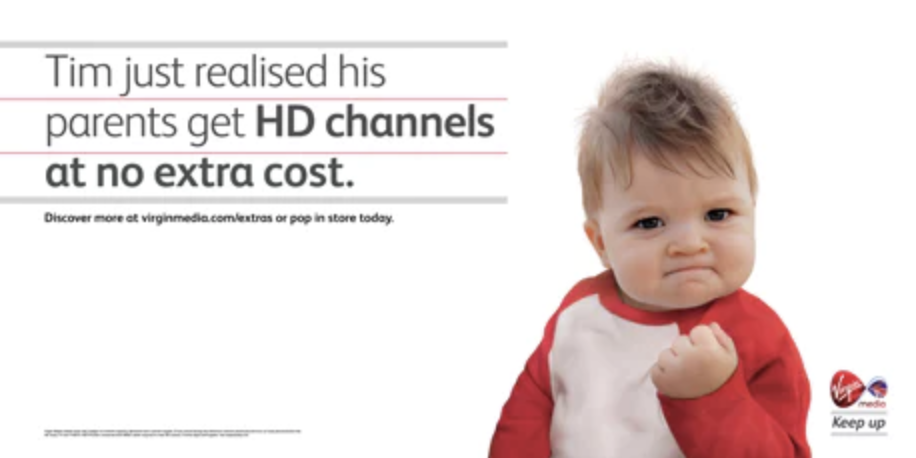 Tim just realised his
parents get HD channels
at no extra cost.
Discover more at virginmedia.com/extras or pop in store today.
Virgin
media
Keep up